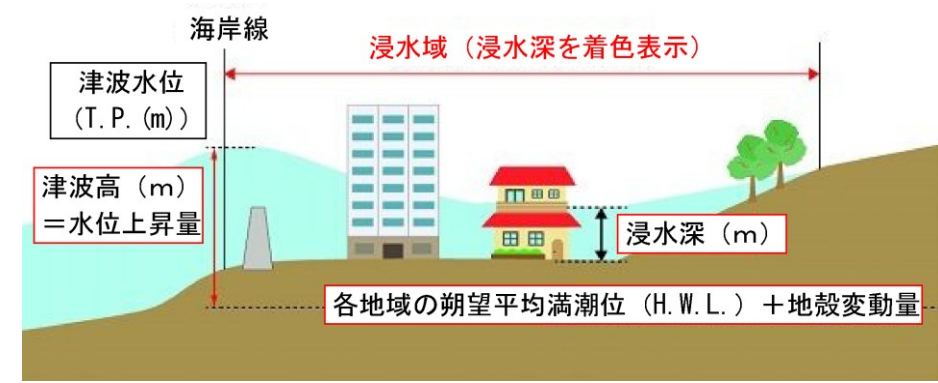 海岸線
浸水域（浸水深を着色表示）
津波水位
（T.P.(m)）
津波高（ｍ）
＝水位上昇量
浸水深（ｍ）
各地域の朔望平均満潮位（H.W.L.）＋地殻変動量